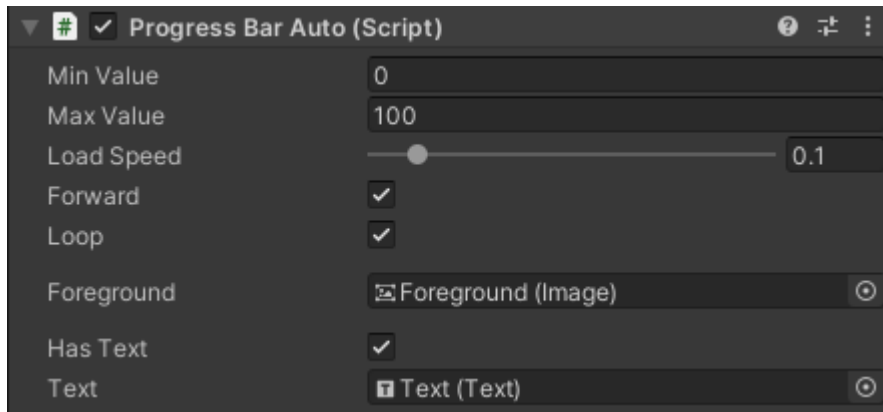 Progress Bar Auto (Script)
Min Value 0
Max Value 100
Load Speed 0.1
Forward
Loop
Foreground Foreground (Image)
Has Text
Text Text (Text)